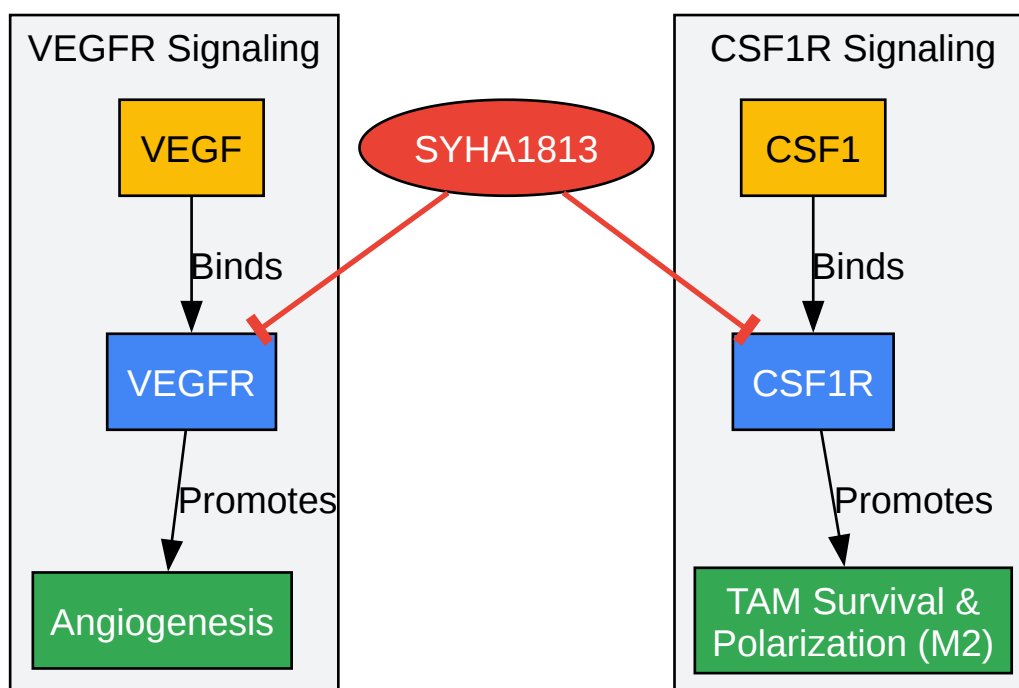 VEGFR Signaling
CSF1R Signaling
VEGF
SYHA1813
CSF1
Binds
Binds
VEGFR
CSF1R
Promotes
Promotes
Angiogenesis
TAM Survival &
Polarization (M2)